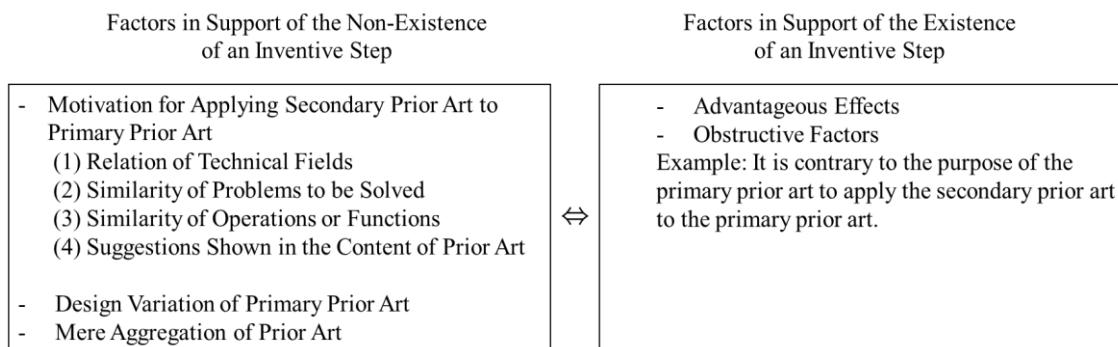 Factors in Support of the Non-Existence
of an Inventive Step
- Motivation for Applying Secondary Prior Art to
Primary Prior Art
(1) Relation of Technical Fields
(2) Similarity of Problems to be Solved
(3) Similarity of Operations or Functions
(4) Suggestions Shown in the Content of Prior Art
- Design Variation of Primary Prior Art
- Mere Aggregation of Prior Art
⇔
Factors in Support of the Existence
of an Inventive Step
- Advantageous Effects
- Obstructive Factors
Example: It is contrary to the purpose of the
primary prior art to apply the secondary prior art
to the primary prior art.